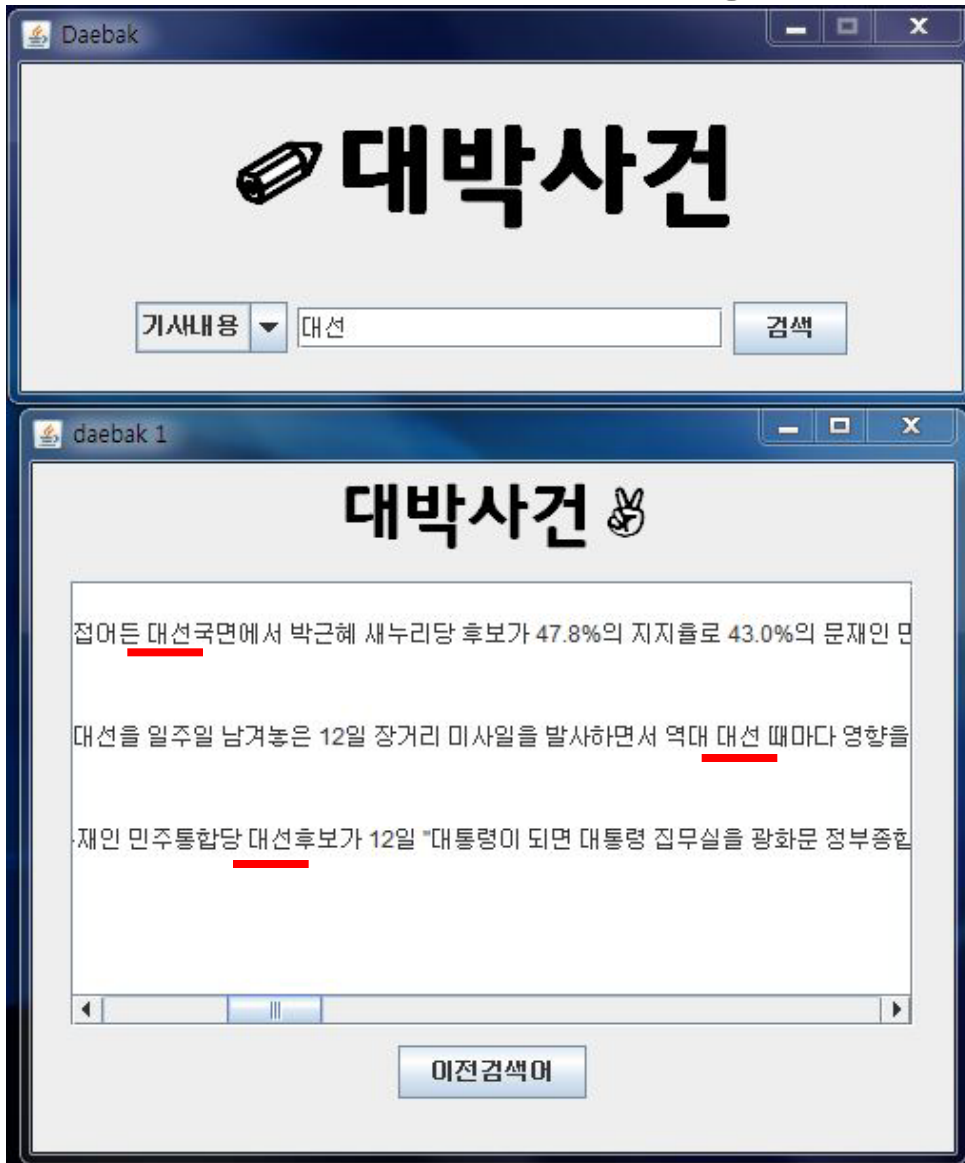 Daebak
대박사건
기사내용 대선 검색
daebak 1
대박사건
접어든 대선국면에서 박근혜 새누리당 후보가 47.8%의 지지율로 43.0%의 문재인
대선을 일주일 남겨놓은 12일 장거리 미사일을 발사하면서 역대 대선 때마다 영향을
재인 민주통합당 대선후보가 12일 "대통령이 되면 대통령 집무실을 광화문 정부종합
이전검색어